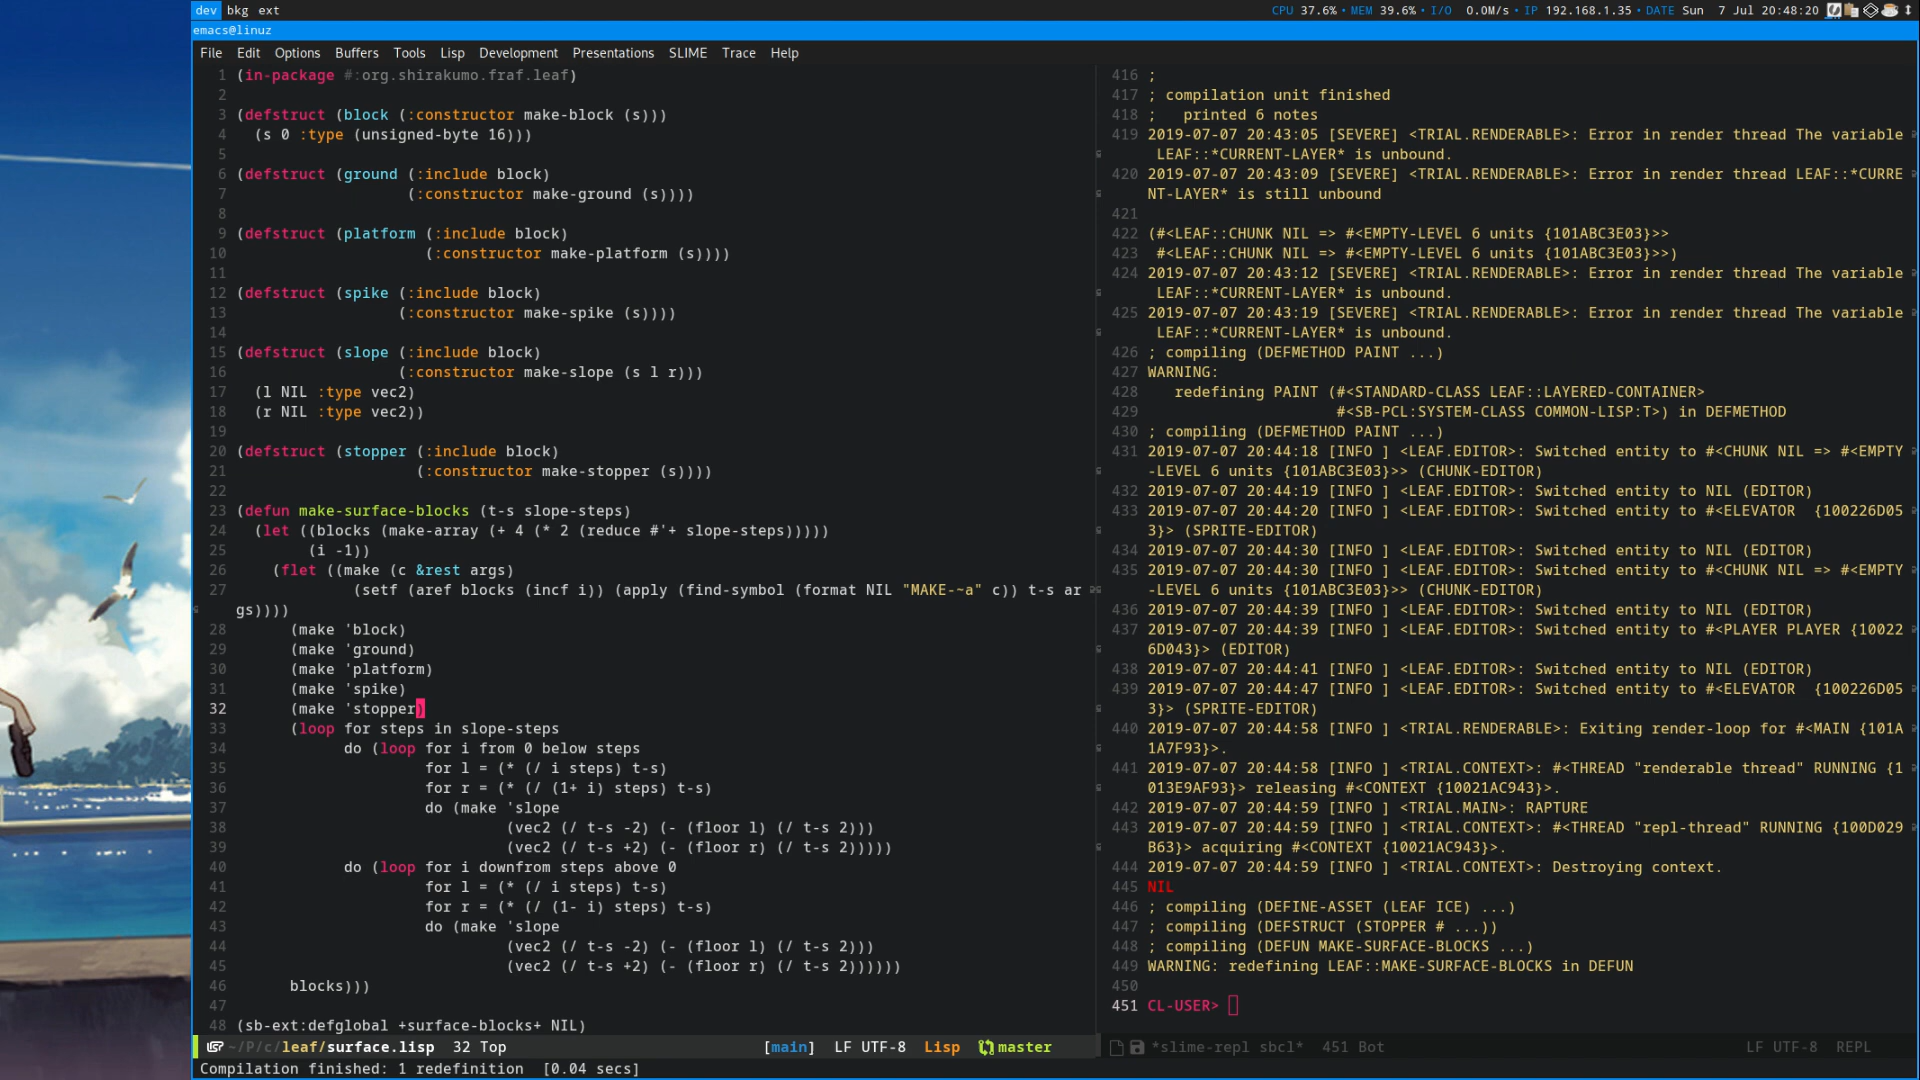 dev bkg ext
CPU 37.6% • MEM 39.6% • I/O 0.0M/s • IP 192.168.1.35 • DATE Sun 7 Jul 20:48:20
emacs@linuz
File Edit Options Buffers Tools Lisp Development Presentations SLIME Trace Help
1 (in-package #:org.shirakumo.fraf.leaf)
2
3 (defstruct (block (:constructor make-block (s)))
4   (s 0 :type (unsigned-byte 16)))
5
6 (defstruct (ground (:include block)
7                    (:constructor make-ground (s))))
8
9 (defstruct (platform (:include block)
10                      (:constructor make-platform (s))))
11
12 (defstruct (spike (:include block)
13                   (:constructor make-spike (s))))
14
15 (defstruct (slope (:include block)
16                   (:constructor make-slope (s l r)))
17   (l NIL :type vec2)
18   (r NIL :type vec2))
19
20 (defstruct (stopper (:include block)
21                     (:constructor make-stopper (s))))
22
23 (defun make-surface-blocks (t-s slope-steps)
24   (let ((blocks (make-array (+ 4 (* 2 (reduce #'+ slope-steps)))))
25         (i -1))
26     (flet ((make (c &rest args)
27              (setf (aref blocks (incf i)) (apply (find-symbol (format NIL "MAKE-~a" c)) t-s ar
gs))))
28       (make 'block)
29       (make 'ground)
30       (make 'platform)
31       (make 'spike)
32       (make 'stopper)
33       (loop for steps in slope-steps
34             do (loop for i from 0 below steps
35                      for l = (* (/ i steps) t-s)
36                      for r = (* (/ (1+ i) steps) t-s)
37                      do (make 'slope
38                               (vec2 (/ t-s -2) (- (floor l) (/ t-s 2)))
39                               (vec2 (/ t-s +2) (- (floor r) (/ t-s 2)))))
40             do (loop for i downfrom steps above 0
41                      for l = (* (/ i steps) t-s)
42                      for r = (* (/ (1- i) steps) t-s)
43                      do (make 'slope
44                               (vec2 (/ t-s -2) (- (floor l) (/ t-s 2)))
45                               (vec2 (/ t-s +2) (- (floor r) (/ t-s 2))))))
46       blocks)))
47
48 (sb-ext:defglobal +surface-blocks+ NIL)
~/P/c/leaf/surface.lisp 32 Top [main] LF UTF-8 Lisp master
416 ;
417 ; compilation unit finished
418 ;   printed 6 notes
419 2019-07-07 20:43:05 [SEVERE] <TRIAL.RENDERABLE>: Error in render thread The variable
 LEAF::*CURRENT-LAYER* is unbound.
420 2019-07-07 20:43:09 [SEVERE] <TRIAL.RENDERABLE>: Error in render thread LEAF::*CURRE
NT-LAYER* is still unbound
421
422 (#<LEAF::CHUNK NIL => #<EMPTY-LEVEL 6 units {101ABC3E03}>>
423  #<LEAF::CHUNK NIL => #<EMPTY-LEVEL 6 units {101ABC3E03}>>)
424 2019-07-07 20:43:12 [SEVERE] <TRIAL.RENDERABLE>: Error in render thread The variable
 LEAF::*CURRENT-LAYER* is unbound.
425 2019-07-07 20:43:19 [SEVERE] <TRIAL.RENDERABLE>: Error in render thread The variable
 LEAF::*CURRENT-LAYER* is unbound.
426 ; compiling (DEFMETHOD PAINT ...)
427 WARNING:
428    redefining PAINT (#<STANDARD-CLASS LEAF::LAYERED-CONTAINER>
429                      #<SB-PCL:SYSTEM-CLASS COMMON-LISP:T>) in DEFMETHOD
430 ; compiling (DEFMETHOD PAINT ...)
431 2019-07-07 20:44:18 [INFO ] <LEAF.EDITOR>: Switched entity to #<CHUNK NIL => #<EMPTY
-LEVEL 6 units {101ABC3E03}>> (CHUNK-EDITOR)
432 2019-07-07 20:44:19 [INFO ] <LEAF.EDITOR>: Switched entity to NIL (EDITOR)
433 2019-07-07 20:44:20 [INFO ] <LEAF.EDITOR>: Switched entity to #<ELEVATOR  {100226D05
3}> (SPRITE-EDITOR)
434 2019-07-07 20:44:30 [INFO ] <LEAF.EDITOR>: Switched entity to NIL (EDITOR)
435 2019-07-07 20:44:30 [INFO ] <LEAF.EDITOR>: Switched entity to #<CHUNK NIL => #<EMPTY
-LEVEL 6 units {101ABC3E03}>> (CHUNK-EDITOR)
436 2019-07-07 20:44:39 [INFO ] <LEAF.EDITOR>: Switched entity to NIL (EDITOR)
437 2019-07-07 20:44:39 [INFO ] <LEAF.EDITOR>: Switched entity to #<PLAYER PLAYER {10022
6D043}> (EDITOR)
438 2019-07-07 20:44:41 [INFO ] <LEAF.EDITOR>: Switched entity to NIL (EDITOR)
439 2019-07-07 20:44:47 [INFO ] <LEAF.EDITOR>: Switched entity to #<ELEVATOR  {100226D05
3}> (SPRITE-EDITOR)
440 2019-07-07 20:44:58 [INFO ] <TRIAL.RENDERABLE>: Exiting render-loop for #<MAIN {101A
1A7F93}>.
441 2019-07-07 20:44:58 [INFO ] <TRIAL.CONTEXT>: #<THREAD "renderable thread" RUNNING {1
013E9AF93}> releasing #<CONTEXT {10021AC943}>.
442 2019-07-07 20:44:59 [INFO ] <TRIAL.MAIN>: RAPTURE
443 2019-07-07 20:44:59 [INFO ] <TRIAL.CONTEXT>: #<THREAD "repl-thread" RUNNING {100D029
B63}> acquiring #<CONTEXT {10021AC943}>.
444 2019-07-07 20:44:59 [INFO ] <TRIAL.CONTEXT>: Destroying context.
445 NIL
446 ; compiling (DEFINE-ASSET (LEAF ICE) ...)
447 ; compiling (DEFSTRUCT (STOPPER # ...))
448 ; compiling (DEFUN MAKE-SURFACE-BLOCKS ...)
449 WARNING: redefining LEAF::MAKE-SURFACE-BLOCKS in DEFUN
450
451 CL-USER>
*slime-repl sbcl* 451 Bot LF UTF-8 REPL
Compilation finished: 1 redefinition  [0.04 secs]